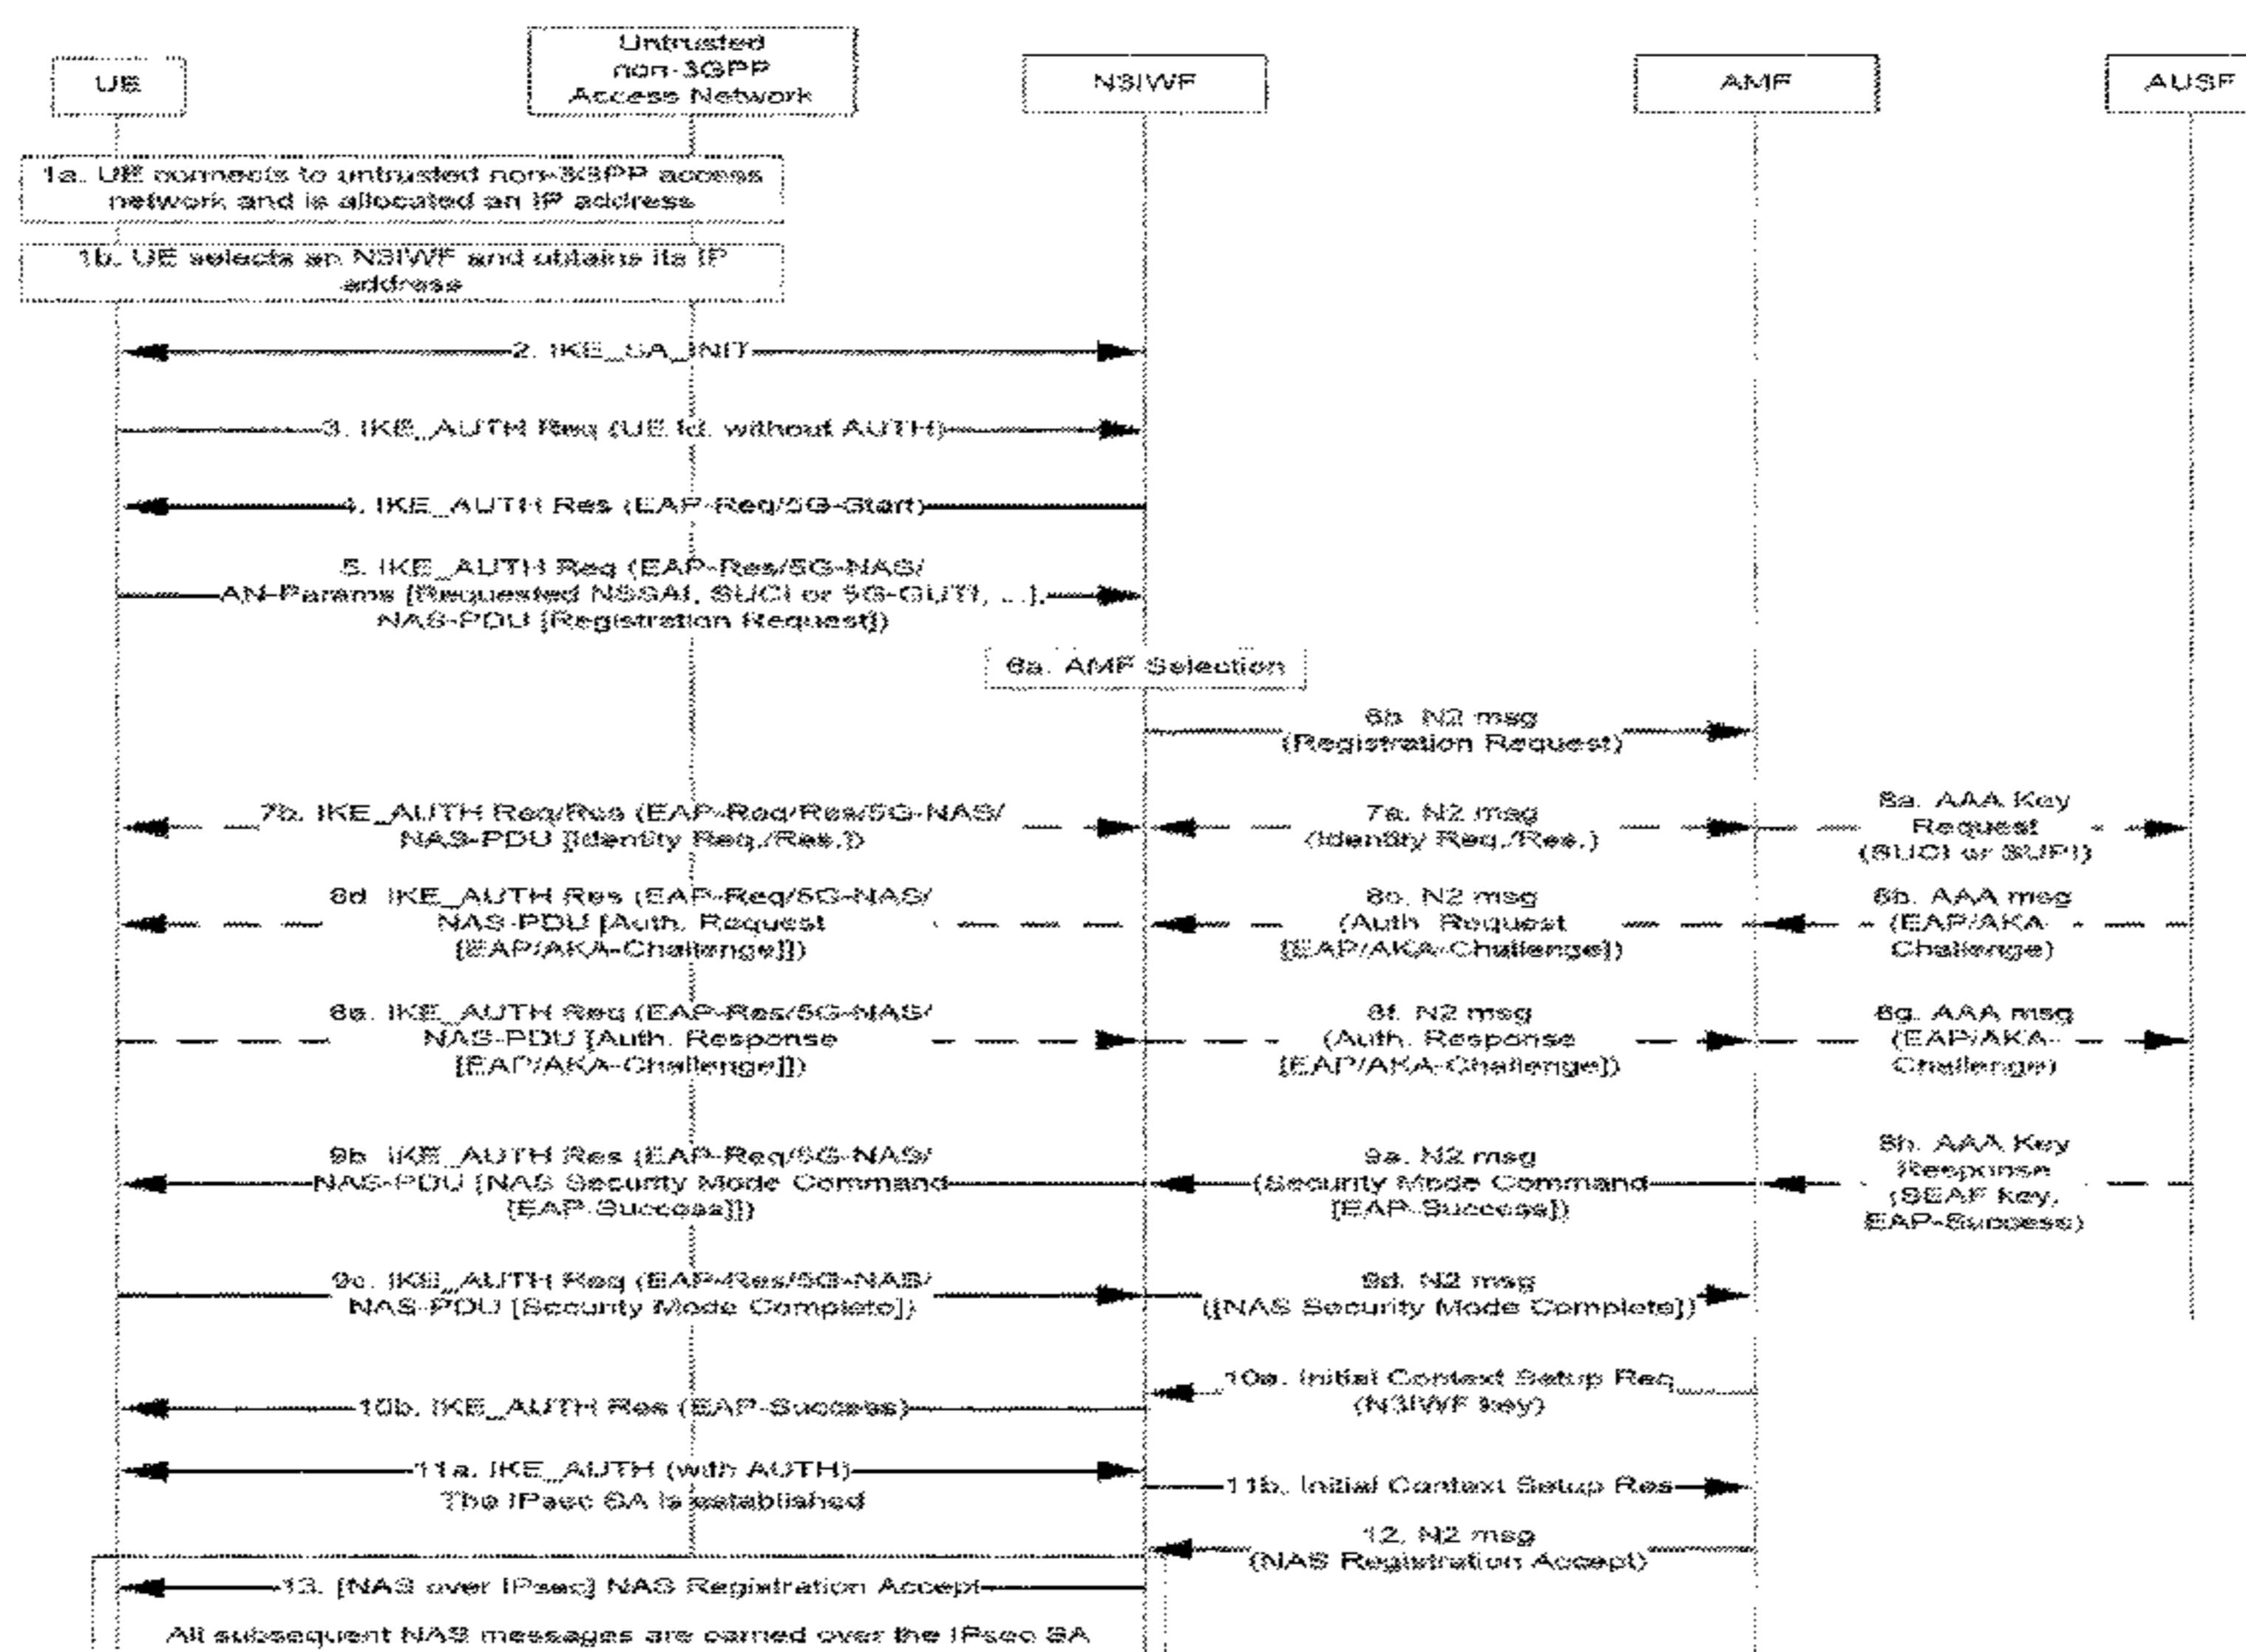 UE
Untrusted
non-3GPP
Access Network
N3IWF
AMF
AUSF
1a. UE connects to untrusted non-3GPP access
network and is allocated an IP address
1b. UE selects an N3IWF and obtains its IP
address
2. IKE_SA_INIT
3. IKE_AUTH Req (UE Id, without AUTH)
4. IKE_AUTH Res (EAP-Req/5G-Start)
5. IKE_AUTH Req (EAP-Res/5G-NAS/
AN-Params [Requested NSSAI, SUCI or 5G-GUTI, ...],
NAS-PDU [Registration Request])
6a. AMF Selection
6b. N2 msg
(Registration Request)
7b. IKE_AUTH Req/Res (EAP-Req/Res/5G-NAS/
NAS-PDU [Identity Req./Res.])
7a. N2 msg
(Identity Req./Res.)
8a. AAA Key
Request
(SUCI or SUPI)
8d. IKE_AUTH Res (EAP-Req/5G-NAS/
NAS-PDU [Auth. Request
[EAP/AKA-Challenge]])
8c. N2 msg
(Auth. Request
[EAP/AKA-Challenge])
8b. AAA msg
(EAP/AKA-
Challenge)
8e. IKE_AUTH Req (EAP-Res/5G-NAS/
NAS-PDU [Auth. Response
[EAP/AKA-Challenge]])
8f. N2 msg
(Auth. Response
[EAP/AKA-Challenge])
8g. AAA msg
(EAP/AKA-
Challenge)
9b. IKE_AUTH Res (EAP-Req/5G-NAS/
NAS-PDU [NAS Security Mode Command
[EAP-Success]])
9a. N2 msg
(Security Mode Command
[EAP-Success])
8h. AAA Key
Response
(SEAF key,
EAP-Success)
9c. IKE_AUTH Req (EAP-Res/5G-NAS/
NAS-PDU [Security Mode Complete])
9d. N2 msg
([NAS Security Mode Complete])
10a. Initial Context Setup Req
(N3IWF key)
10b. IKE_AUTH Res (EAP-Success)
11a. IKE_AUTH (with AUTH)
The IPsec SA is established
11b. Initial Context Setup Res
12. N2 msg
(NAS Registration Accept)
13. [NAS over IPsec] NAS Registration Accept
All subsequent NAS messages are carried over the IPsec SA